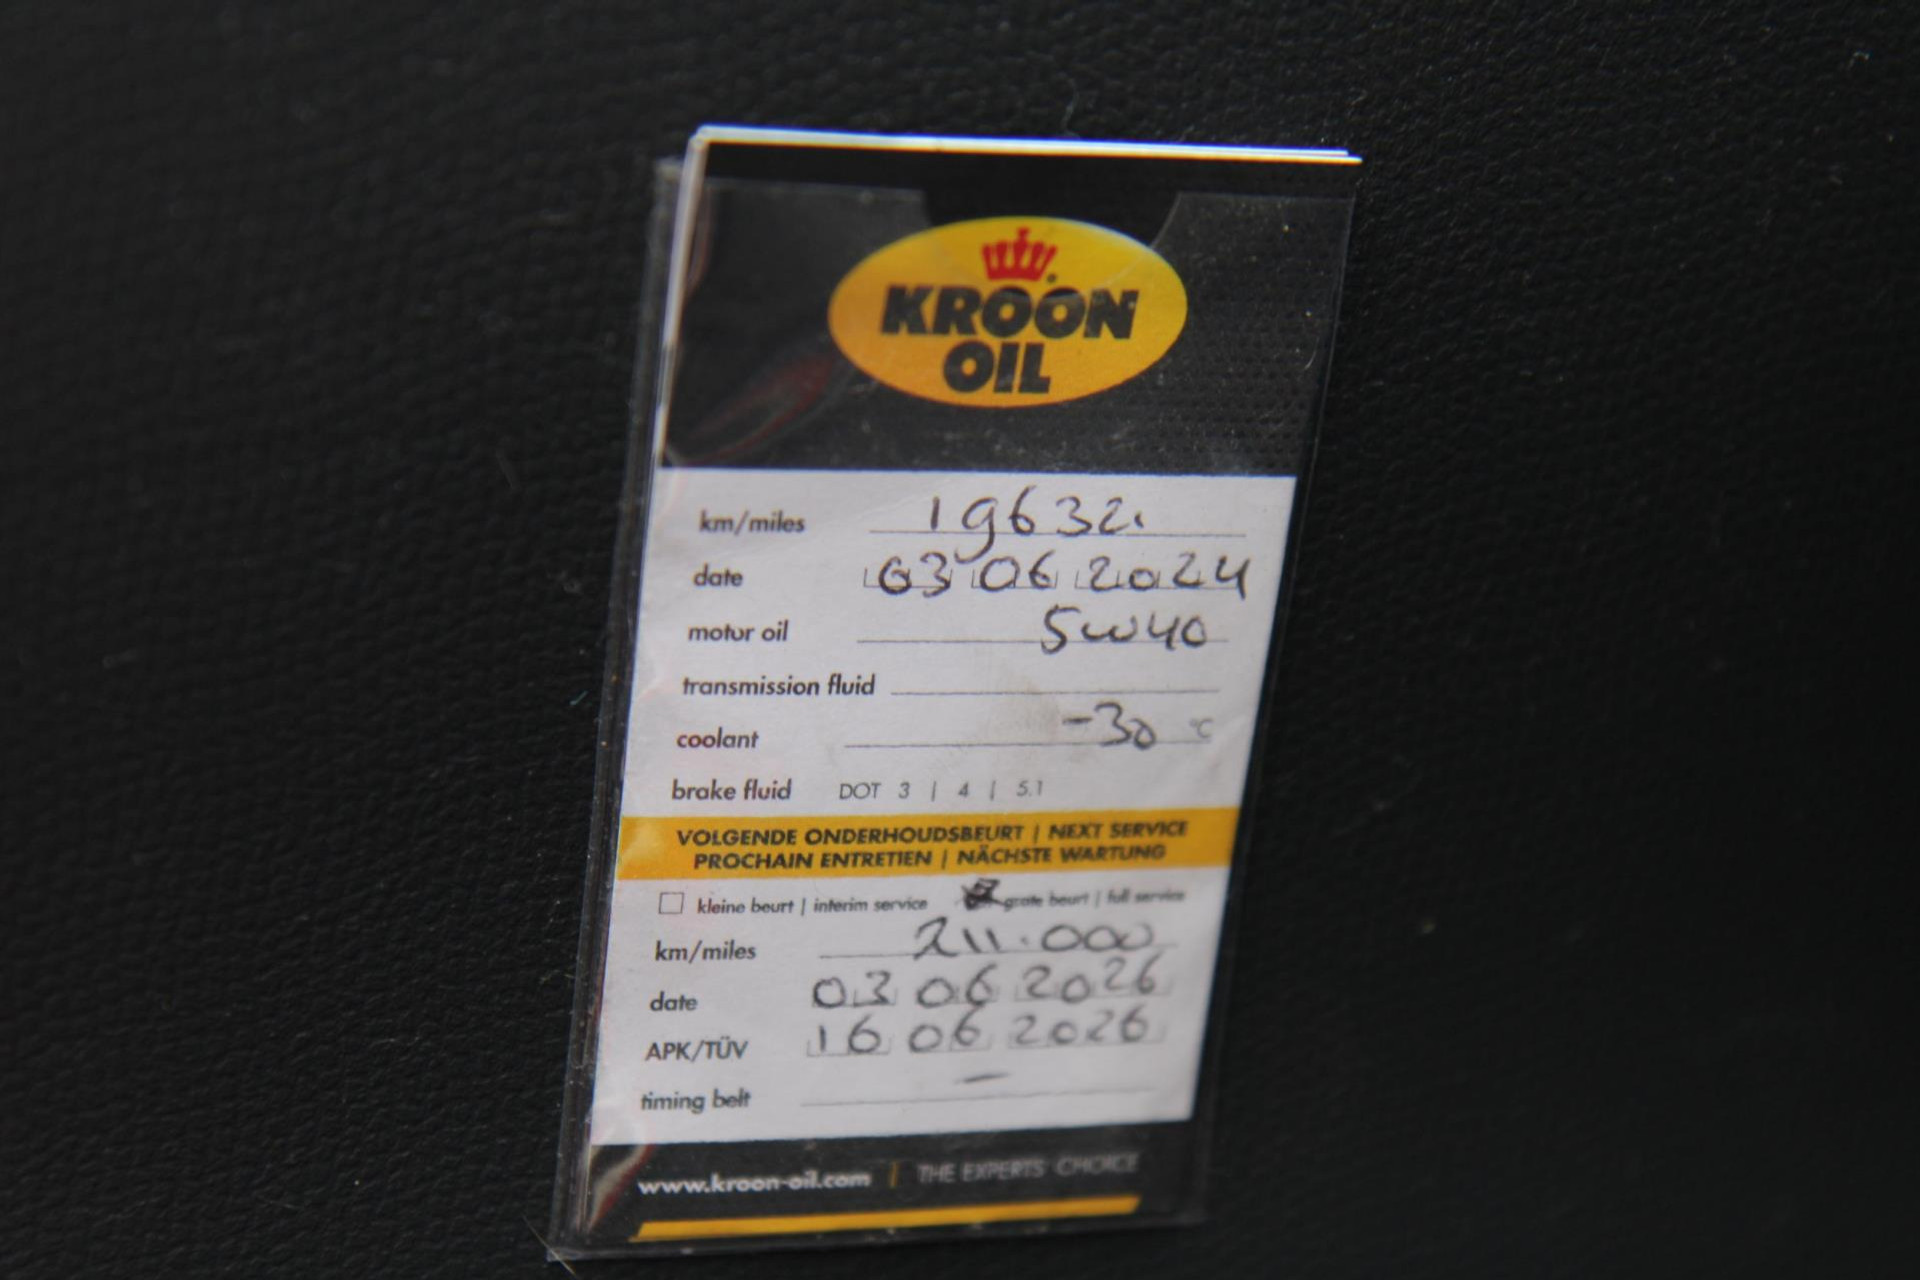 KROON
OIL
km/miles 19632.
date 03 06 2024
motor oil 5w40
transmission fluid
coolant -30 °C
brake fluid DOT 3 | 4 | 5.1
VOLGENDE ONDERHOUDSBEURT | NEXT SERVICE
PROCHAIN ENTRETIEN | NÄCHSTE WARTUNG
kleine beurt | interim service grote beurt | full service
km/miles 211.000
date 03 06 2026
APK/TÜV 16 06 2026
timing belt –
www.kroon-oil.com | THE EXPERTS' CHOICE